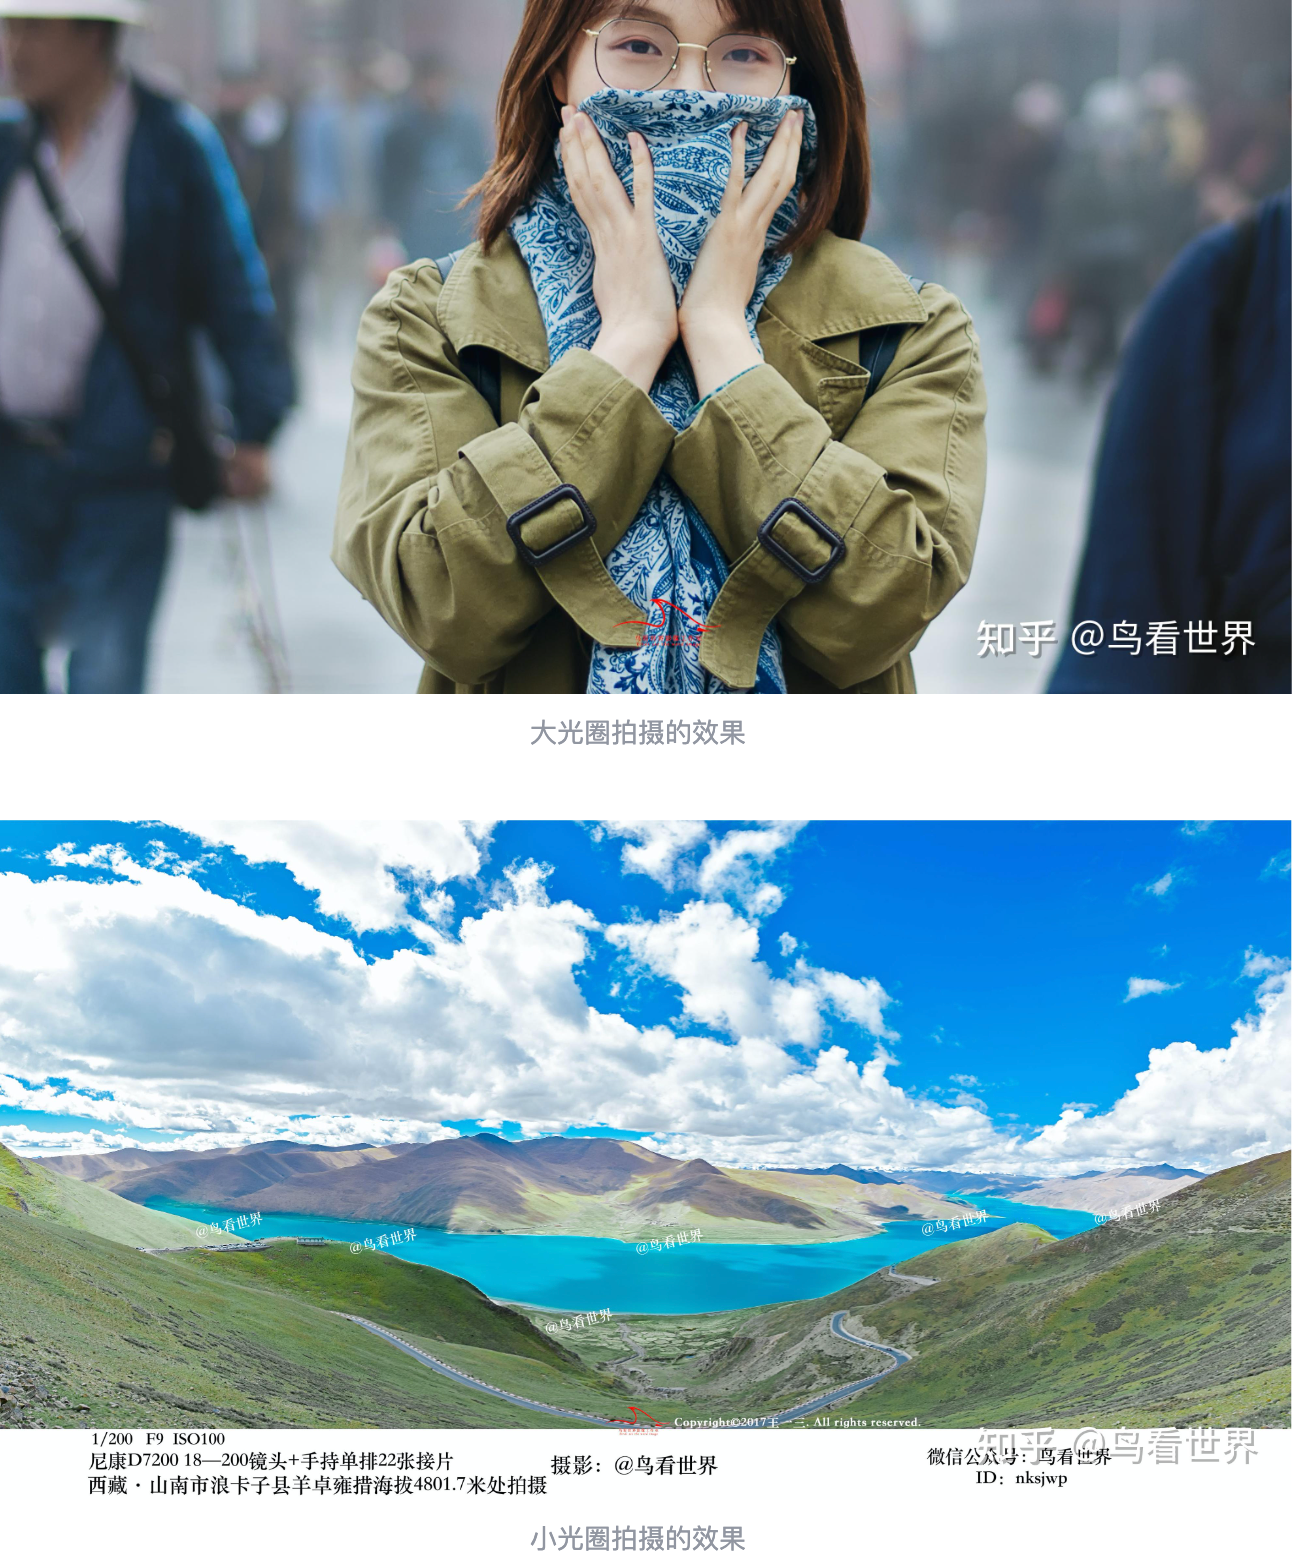 知乎 @鸟看世界
大光圈拍摄的效果
@鸟看世界
@鸟看世界
@鸟看世界
@鸟看世界
@鸟看世界
@鸟看世界
Copyright©2017王一三. All rights reserved.
1/200 F9 ISO100
尼康D7200 18—200镜头+手持单排22张接片
西藏·山南市浪卡子县羊卓雍措海拔4801.7米处拍摄
摄影：@鸟看世界
微信公众号：鸟看世界
ID：nksjwp
知乎 @鸟看世界
小光圈拍摄的效果